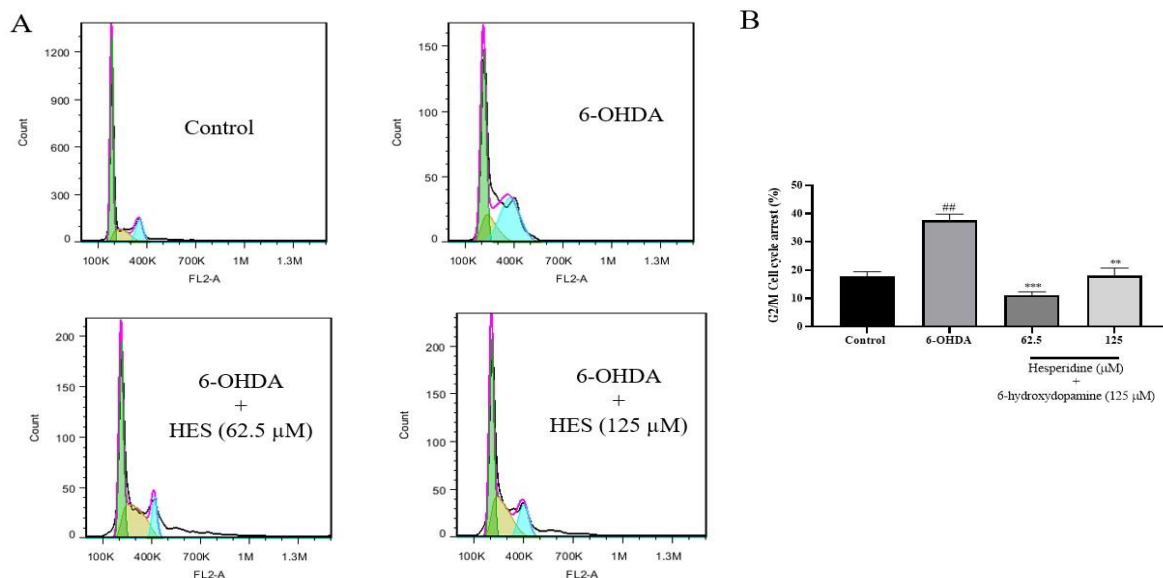 A
Count
1200
900
600
300
0
Control
100K 400K 700K 1M 1.3M
FL2-A
Count
150
100
50
0
6-OHDA
100K 400K 700K 1M 1.3M
FL2-A
Count
200
150
100
50
0
6-OHDA
+
HES (62.5 µM)
100K 400K 700K 1M 1.3M
FL2-A
Count
200
150
100
50
0
6-OHDA
+
HES (125 µM)
100K 400K 700K 1M 1.3M
FL2-A
B
G2/M Cell cycle arrest (%)
50
40
30
20
10
0
##
***
**
Control 6-OHDA 62.5 125
Hesperidine (µM)
+
6-hydroxydopamine (125 µM)